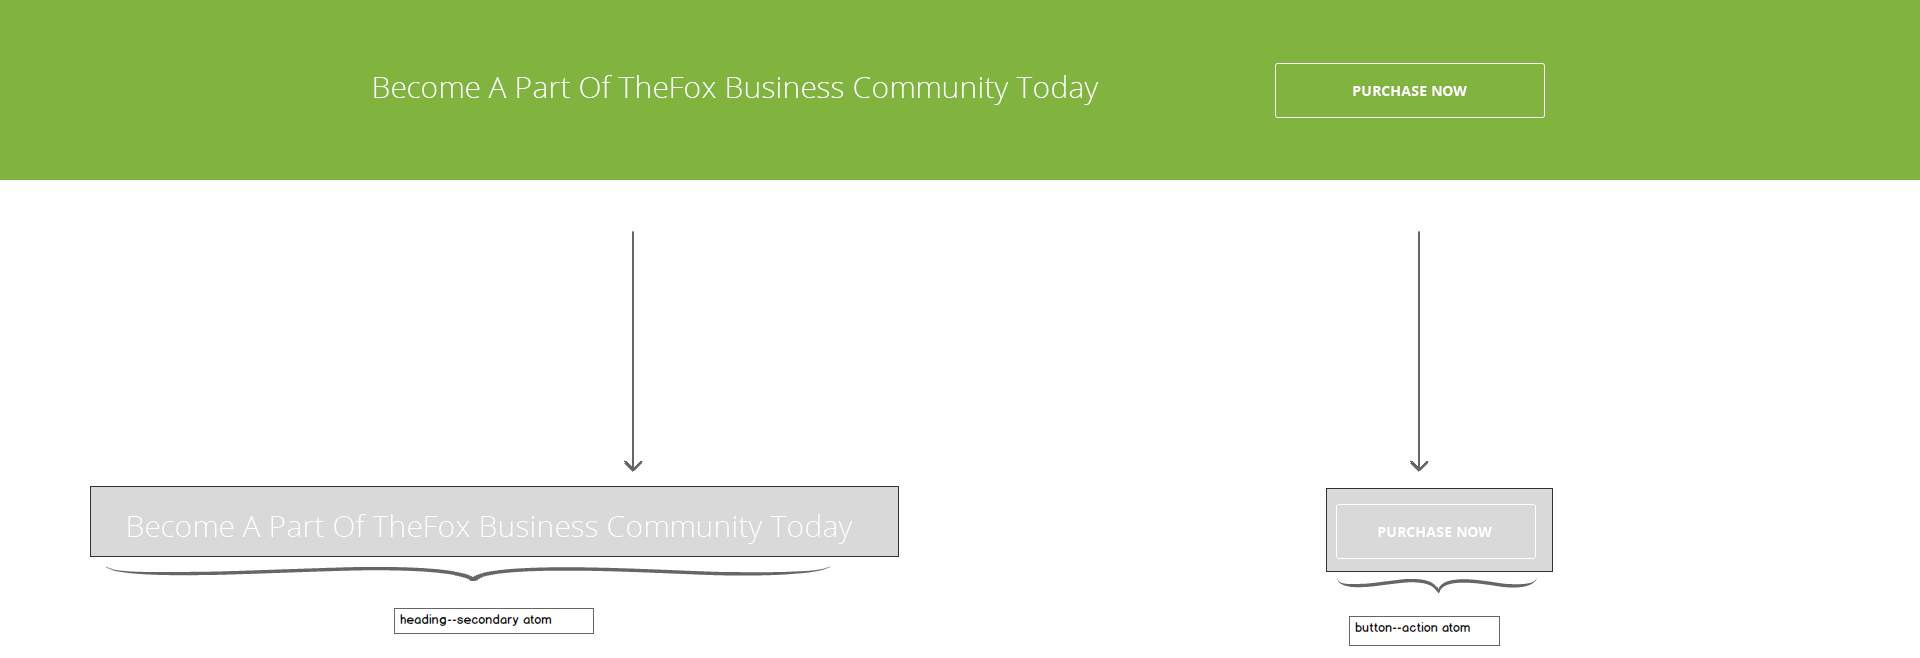 Become A Part Of TheFox Business Community Today
PURCHASE NOW
Become A Part Of TheFox Business Community Today
PURCHASE NOW
heading--secondary atom
button--action atom